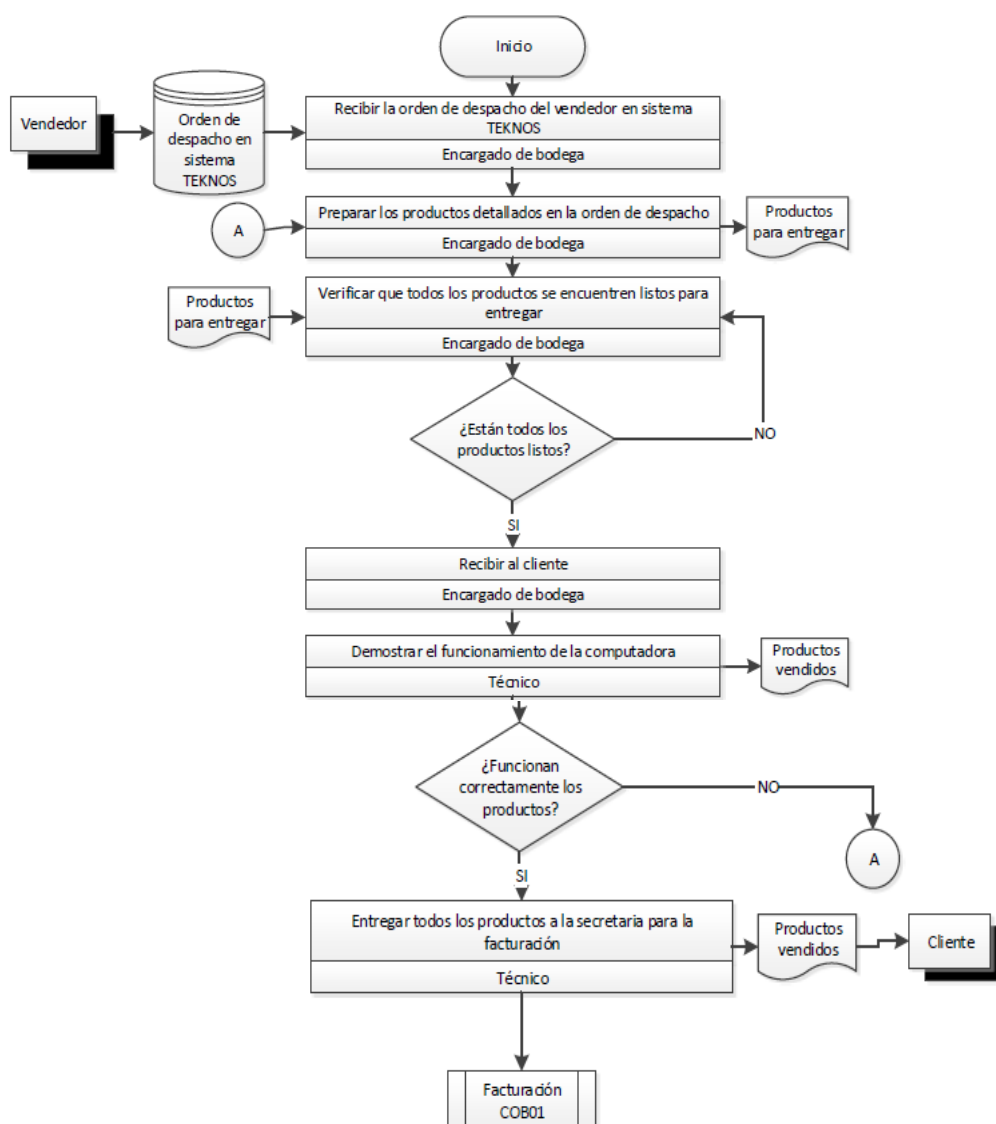 Inicio
Vendedor
Orden de
despacho en
sistema
TEKNOS
Recibir la orden de despacho del vendedor en sistema
TEKNOS
Encargado de bodega
A
Preparar los productos detallados en la orden de despacho
Encargado de bodega
Productos
para entregar
Productos
para entregar
Verificar que todos los productos se encuentren listos para
entregar
Encargado de bodega
¿Están todos los
productos listos?
NO
SI
Recibir al cliente
Encargado de bodega
Demostrar el funcionamiento de la computadora
Técnico
Productos
vendidos
¿Funcionan
correctamente los
productos?
NO
A
SI
Entregar todos los productos a la secretaria para la
facturación
Técnico
Productos
vendidos
Cliente
Facturación
COB01